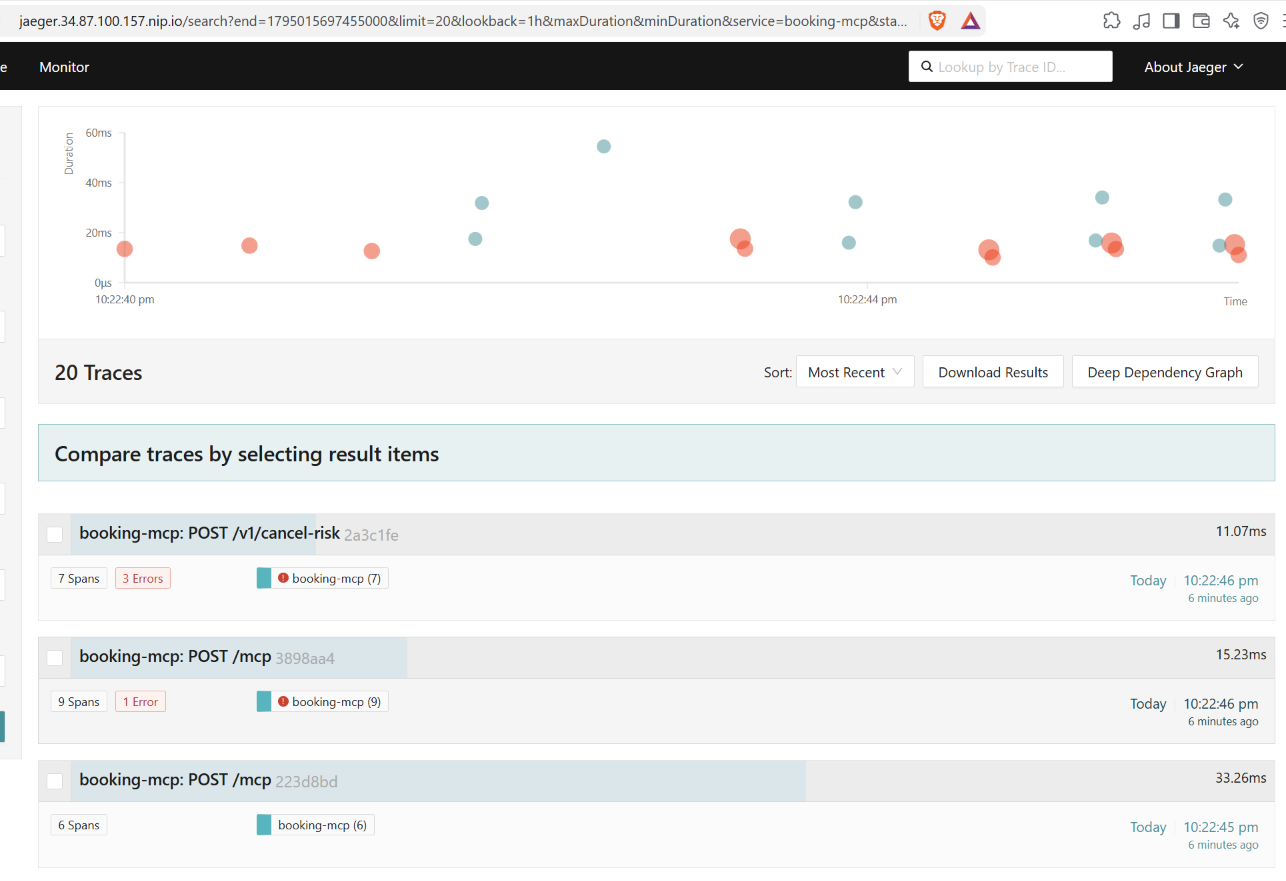 jaeger.34.87.100.157.nip.io/search?end=1795015697455000&limit=20&lookback=1h&maxDuration&minDuration&service=booking-mcp&sta...
e Monitor Lookup by Trace ID... About Jaeger
Duration
60ms
40ms
20ms
0μs
10:22:40 pm 10:22:44 pm Time
20 Traces Sort: Most Recent Download Results Deep Dependency Graph
Compare traces by selecting result items
booking-mcp: POST /v1/cancel-risk 2a3c1fe 11.07ms
7 Spans 3 Errors booking-mcp (7) Today 10:22:46 pm
6 minutes ago
booking-mcp: POST /mcp 3898aa4 15.23ms
9 Spans 1 Error booking-mcp (9) Today 10:22:46 pm
6 minutes ago
booking-mcp: POST /mcp 223d8bd 33.26ms
6 Spans booking-mcp (6) Today 10:22:45 pm
6 minutes ago